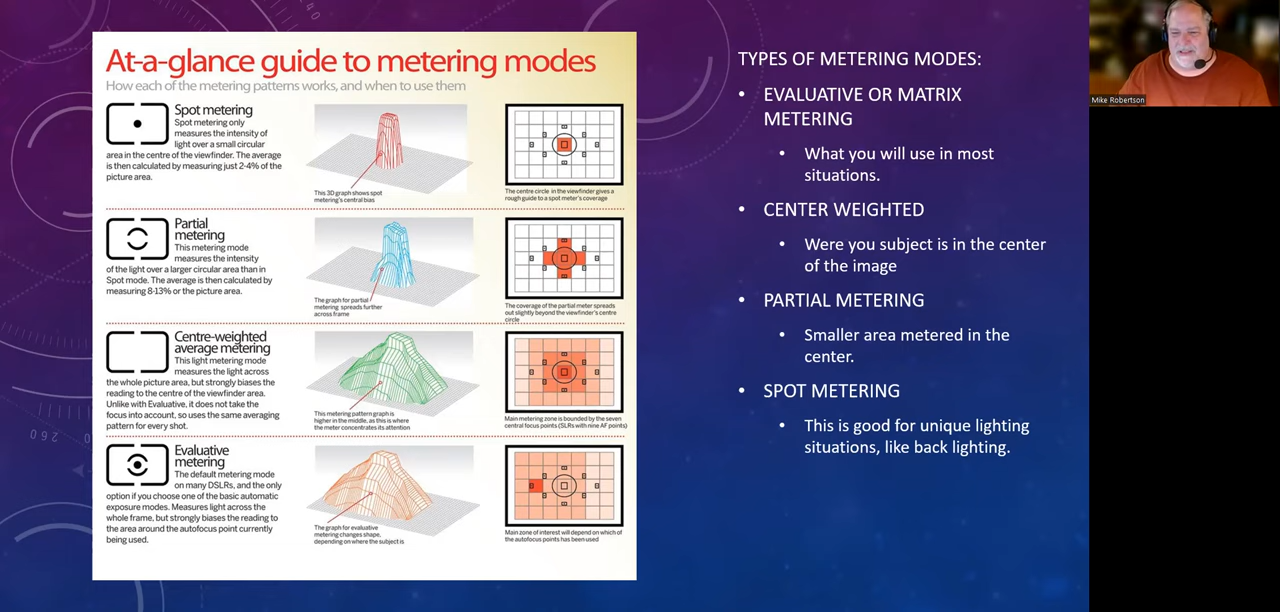 At-a-glance guide to metering modes
How each of the metering patterns works, and when to use them
Spot metering
Spot metering only
measures the intensity of
light over a small circular
area in the centre of the viewfinder. The average
is then calculated by measuring just 2-4% of the
picture area.
This 3D graph shows spot
metering's central bias
The centre circle in the viewfinder gives a
rough guide to a spot meter's coverage
Partial
metering
This metering mode
measures the intensity
of the light over a larger circular area than in
Spot mode. The average is then calculated by
measuring 8-13% or the picture area.
The graph for partial
metering spreads further
across frame
The coverage of the partial meter spreads
out slightly beyond the viewfinder's centre
circle
Centre-weighted
average metering
This light metering mode
measures the light across
the whole picture area, but strongly biases the
reading to the centre of the viewfinder area.
Unlike with Evaluative, it does not take the
focus into account, so uses the same averaging
pattern for every shot.
This metering pattern graph is
higher in the middle, as this is where
the meter concentrates its attention
Main metering zone is bounded by the seven
central focus points (SLRs with nine AF points)
Evaluative
metering
The default metering mode
on many DSLRs, and the only
option if you choose one of the basic automatic
exposure modes. Measures light across the
whole frame, but strongly biases the reading to
the area around the autofocus point currently
being used.
The graph for evaluative
metering changes shape,
depending on where the subject is
Main zone of interest will depend on which of
the autofocus points has been used
TYPES OF METERING MODES:
• EVALUATIVE OR MATRIX
METERING
• What you will use in most
situations.
• CENTER WEIGHTED
• Were you subject is in the center
of the image
• PARTIAL METERING
• Smaller area metered in the
center.
• SPOT METERING
• This is good for unique lighting
situations, like back lighting.
Mike Robertson
140
260